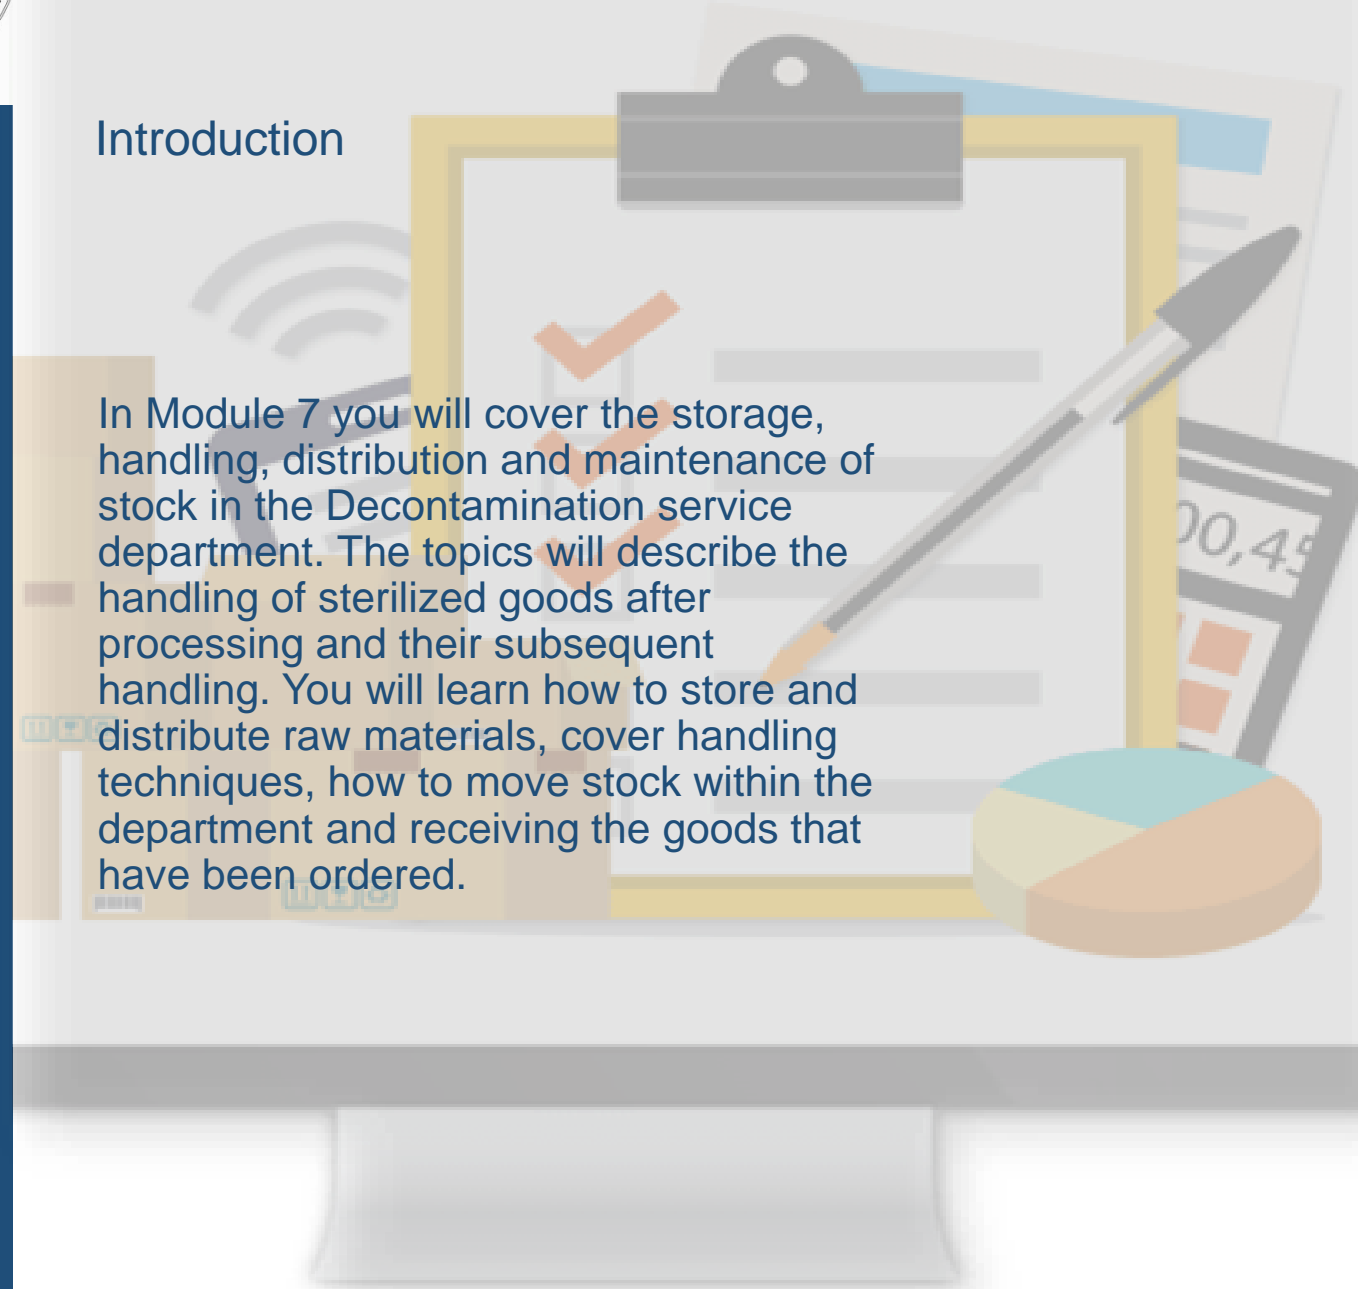 Introduction
In Module 7 you will cover the storage,
handling, distribution and maintenance of
stock in the Decontamination service
department. The topics will describe the
handling of sterilized goods after
processing and their subsequent
handling. You will learn how to store and
distribute raw materials, cover handling
techniques, how to move stock within the
department and receiving the goods that
have been ordered.
00,45